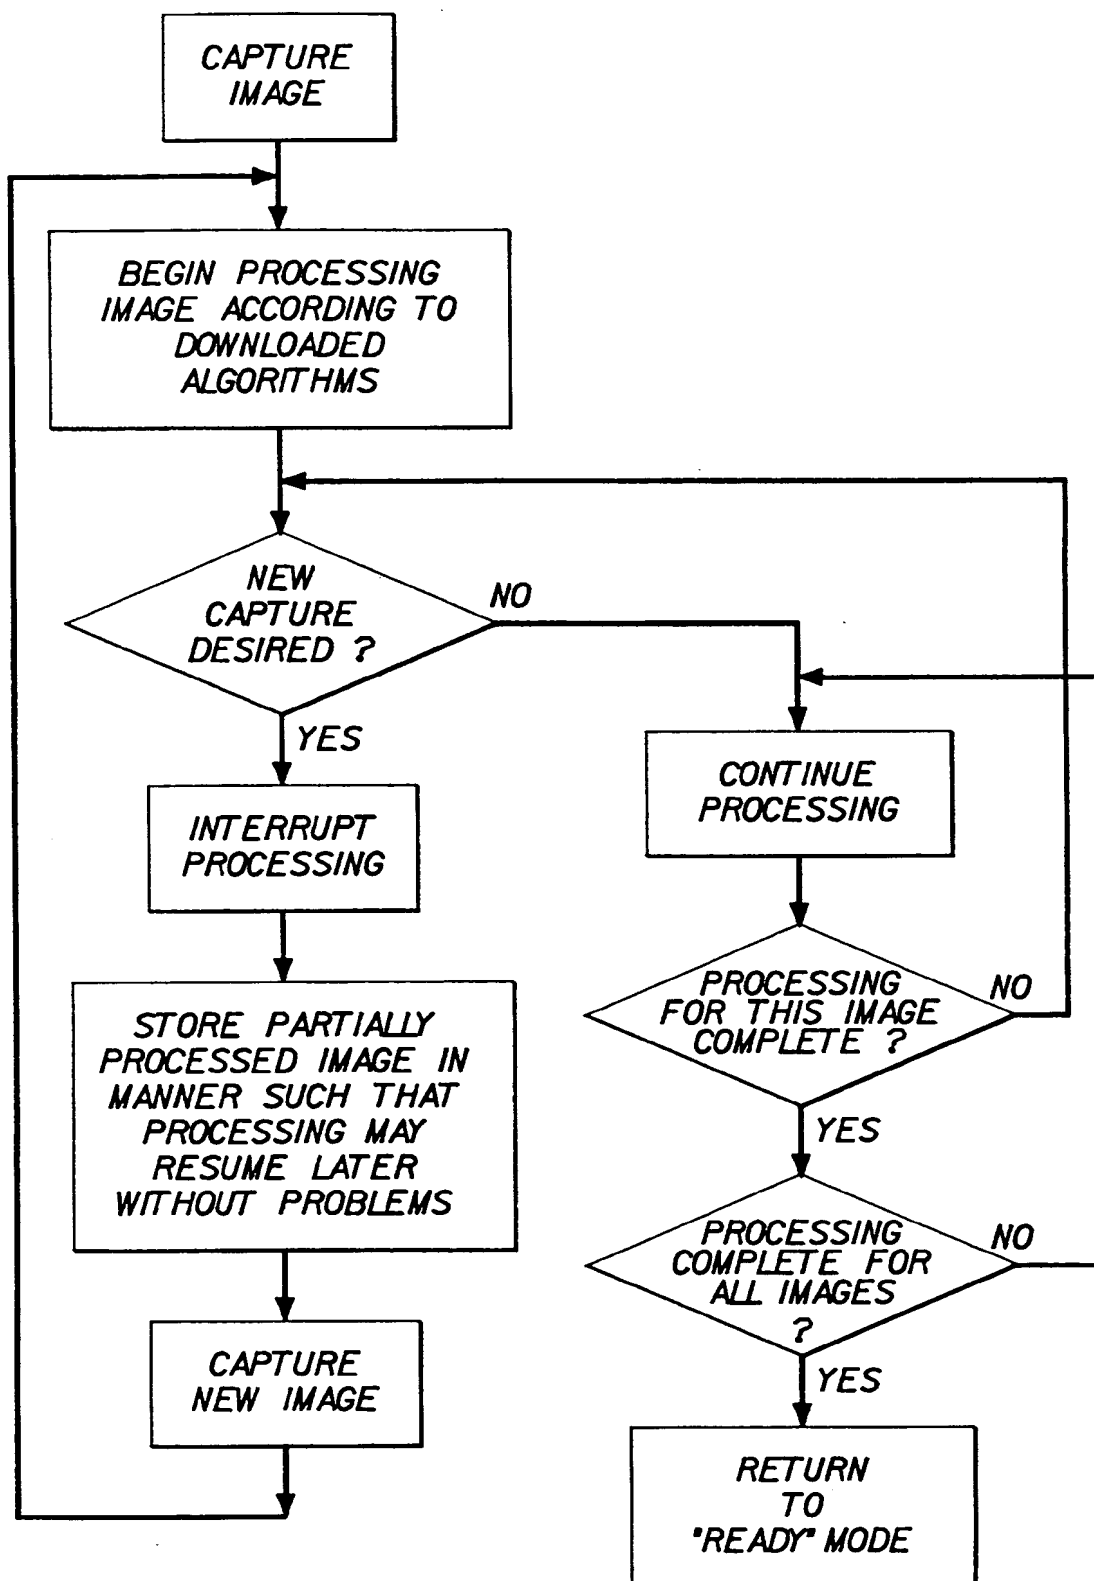 CAPTURE
IMAGE
BEGIN PROCESSING
IMAGE ACCORDING TO
DOWNLOADED
ALGORITHMS
NEW
CAPTURE
DESIRED ?
NO
YES
INTERRUPT
PROCESSING
STORE PARTIALLY
PROCESSED IMAGE IN
MANNER SUCH THAT
PROCESSING MAY
RESUME LATER
WITHOUT PROBLEMS
CAPTURE
NEW IMAGE
CONTINUE
PROCESSING
PROCESSING
FOR THIS IMAGE
COMPLETE ?
NO
YES
PROCESSING
COMPLETE FOR
ALL IMAGES
?
NO
YES
RETURN
TO
"READY" MODE